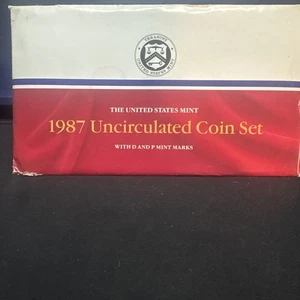 THE UNITED STATES MINT
1987 Uncirculated Coin Set
WITH D AND P MINT MARKS